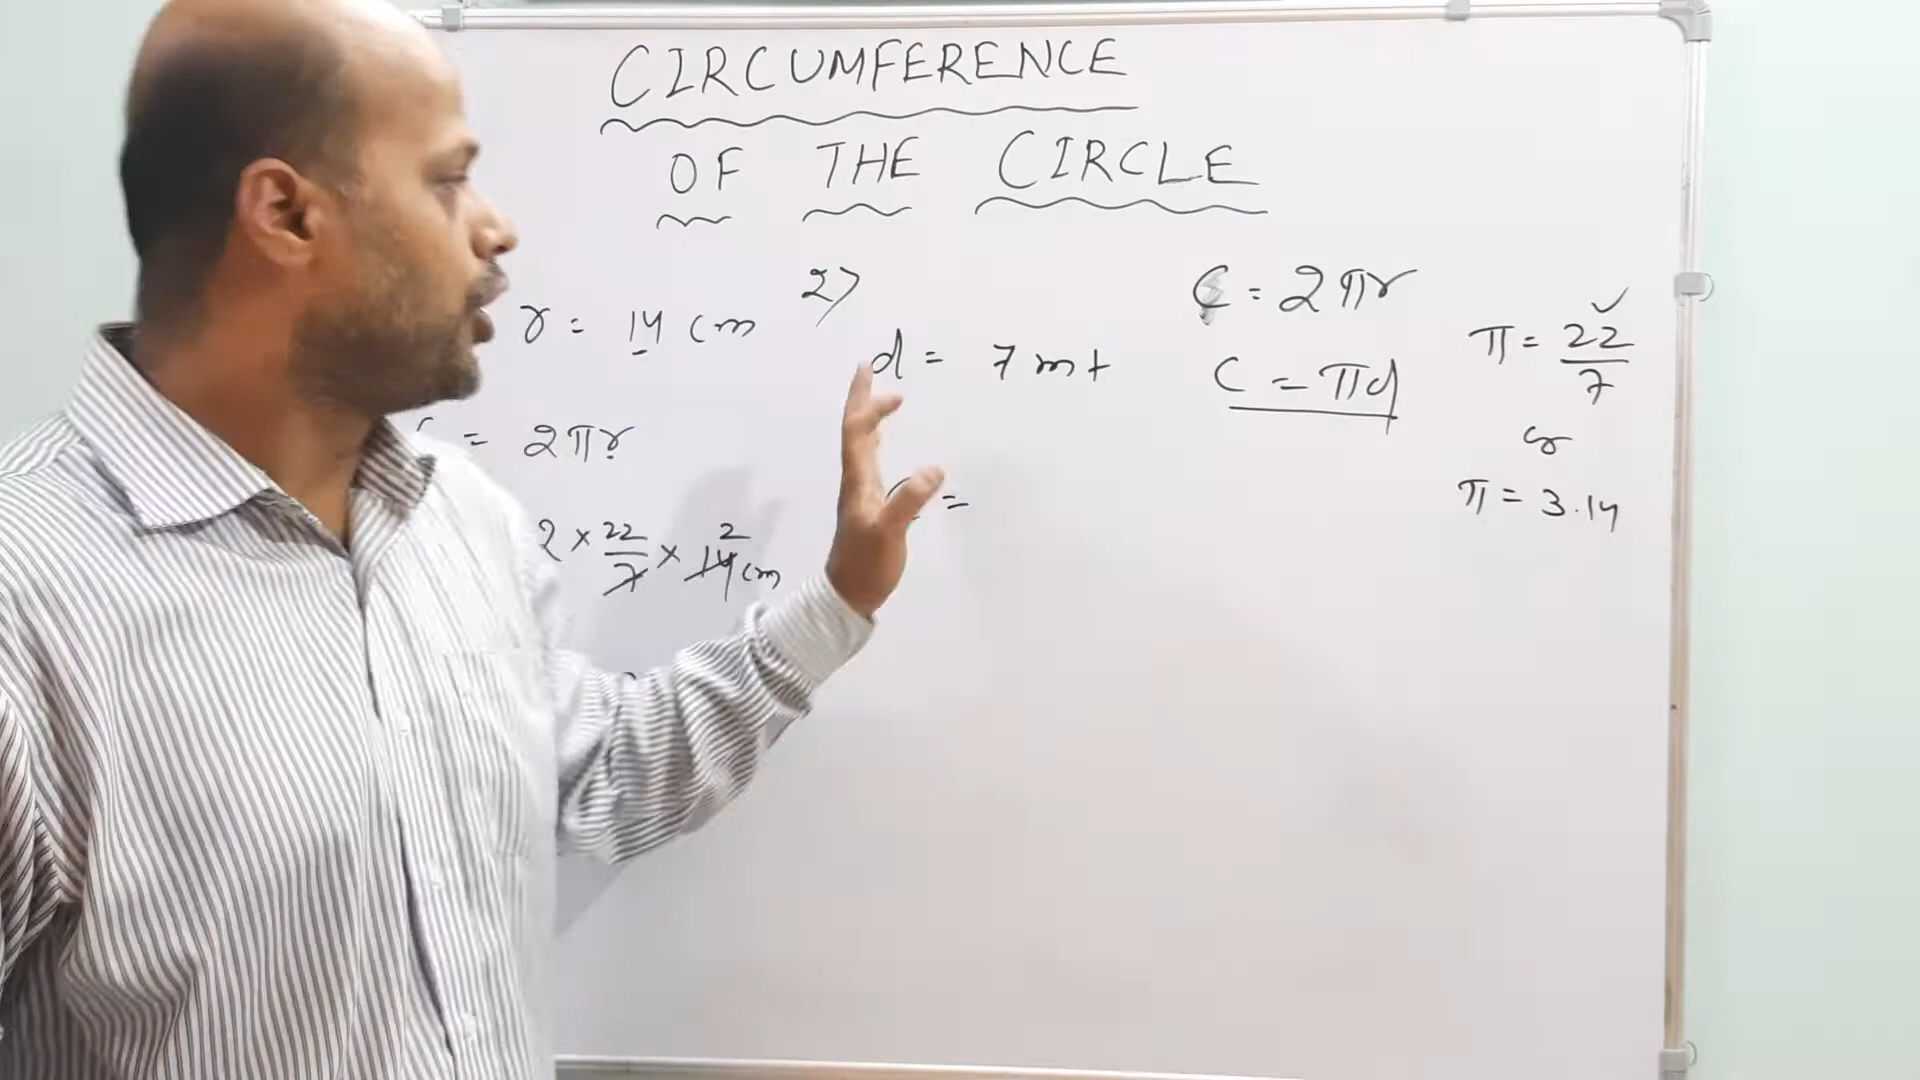 CIRCUMFERENCE
OF THE CIRCLE
r = 14 cm
= 2πr
2 × 22/7 × 14 cm
2
2)
d = 7 mt
C =
C = 2πr
C = πd
π = 22/7 ✓
or
π = 3.14